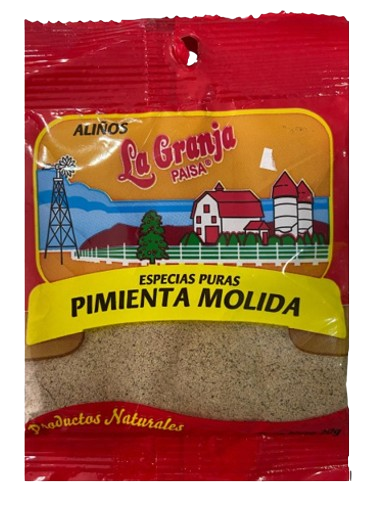 ALIÑOS
La Granja
PAISA®
ESPECIAS PURAS
PIMIENTA MOLIDA
Productos Naturales